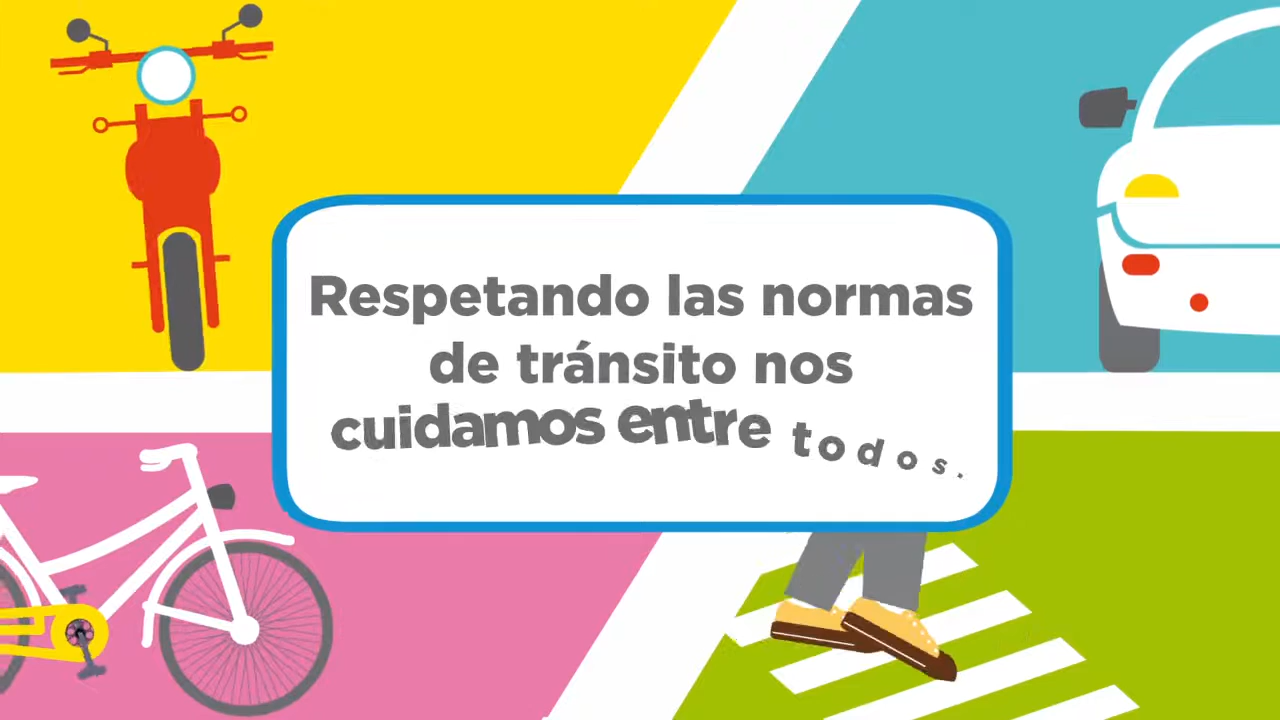 Respetando las normas
de tránsito nos
cuidamos entre todos.